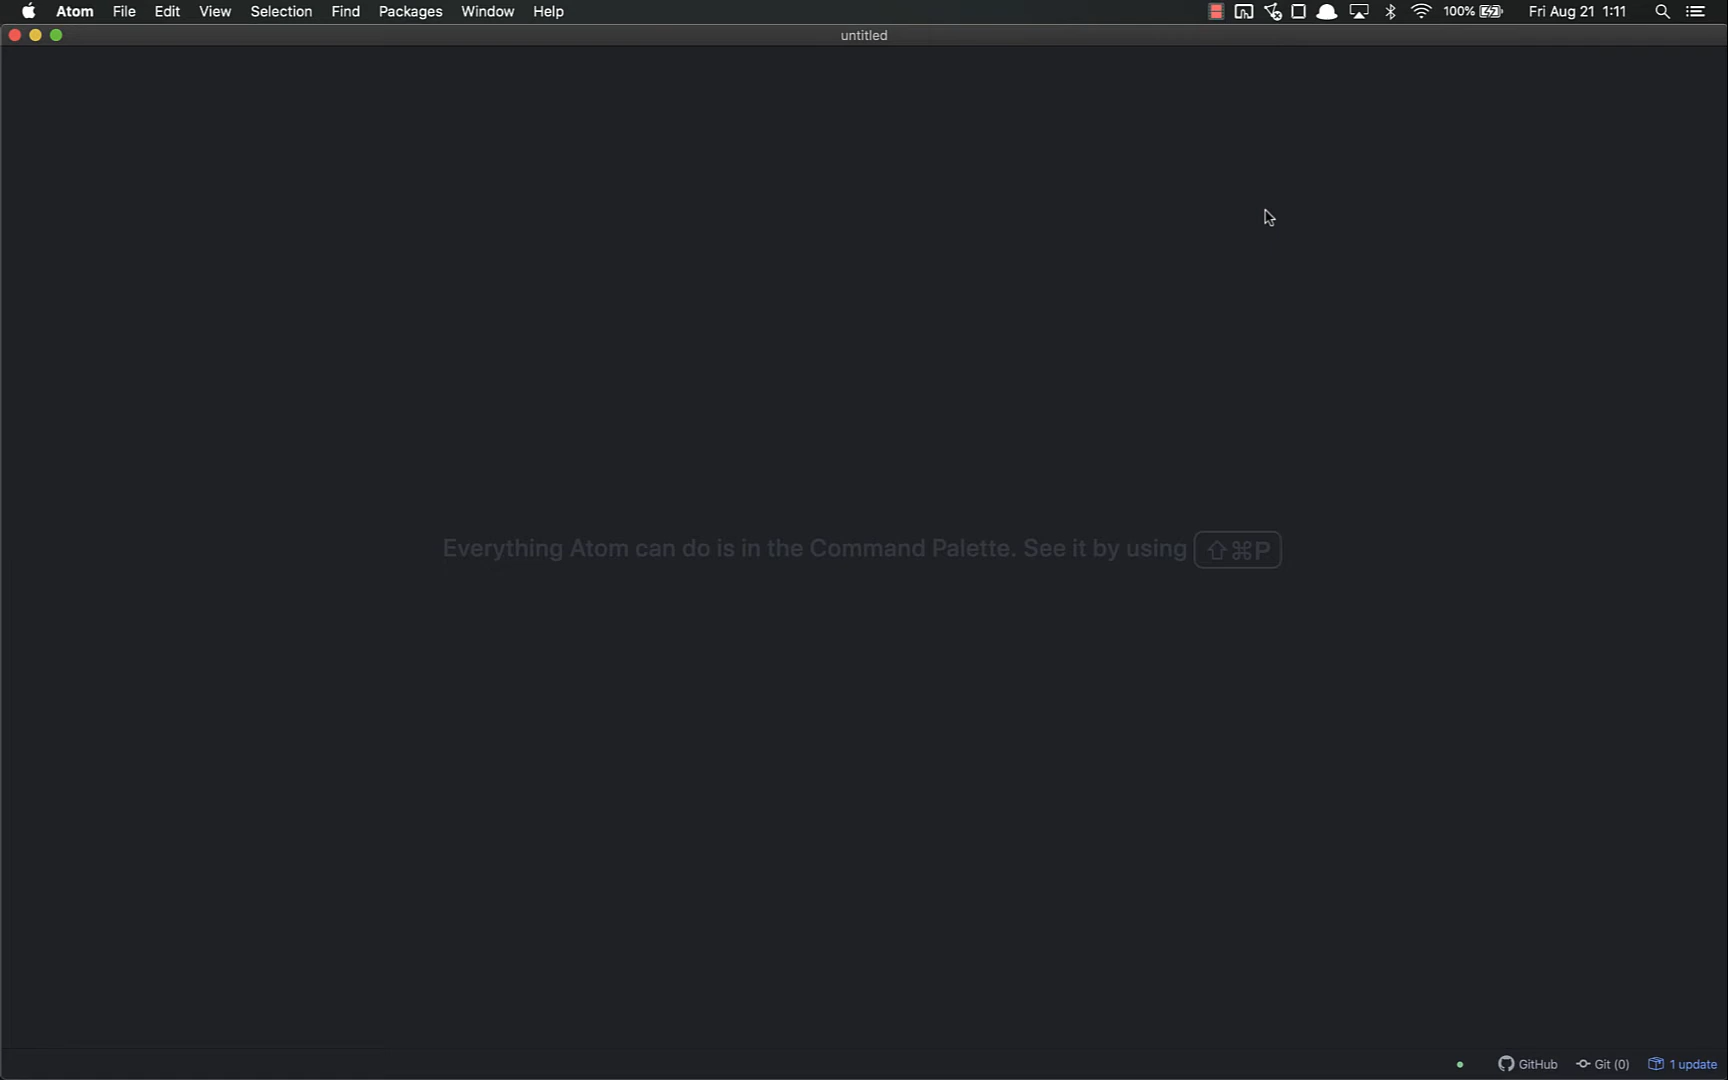 Atom File Edit View Selection Find Packages Window Help 100% Fri Aug 21 1:11
untitled
Everything Atom can do is in the Command Palette. See it by using ⇧⌘P
GitHub Git (0) 1 update